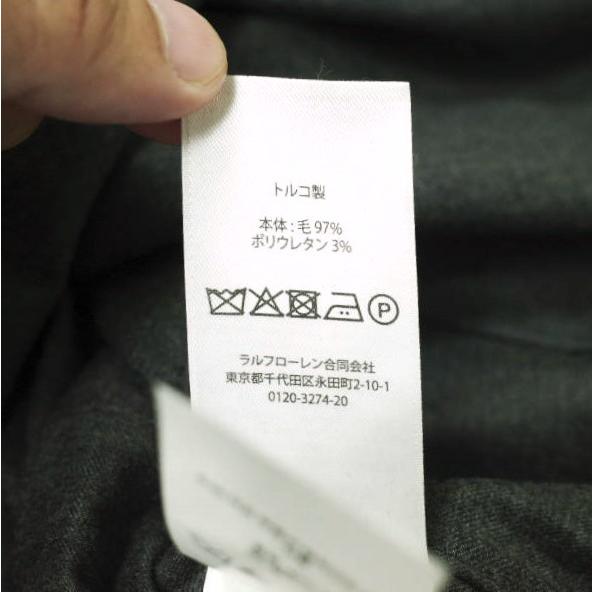 トルコ製
本体 : 毛 97%
ポリウレタン 3%
P
ラルフローレン合同会社
東京都千代田区永田町2-10-1
0120-3274-20